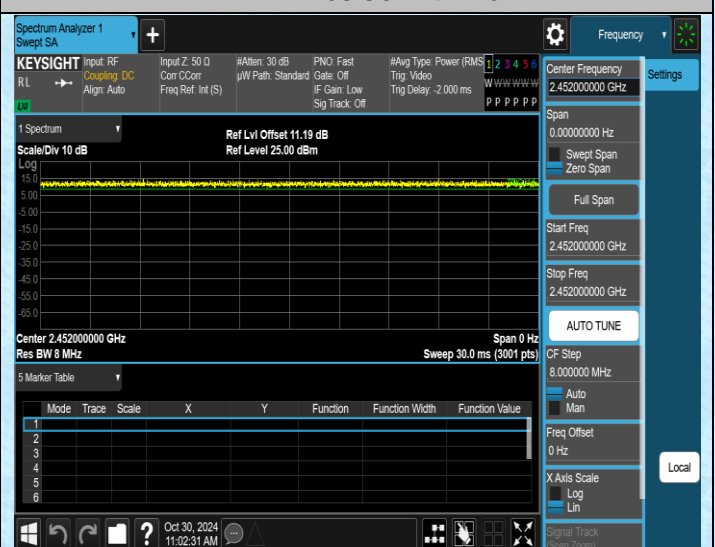 Spectrum Analyzer 1
Swept SA
Frequency
KEYSIGHT
RL
Input: RF
Coupling: DC
Align: Auto
Input Z: 50 Ω
Corr CCorr
Freq Ref: Int (S)
#Atten: 30 dB
µW Path: Standard
PNO: Fast
Gate: Off
IF Gain: Low
Sig Track: Off
#Avg Type: Power (RMS
Trig: Video
Trig Delay: -2.000 ms
1 2 3 4 5 6
W W W W W W
P P P P P P
LXI
1 Spectrum
Scale/Div 10 dB
Ref Lvl Offset 11.19 dB
Ref Level 25.00 dBm
Log
15.0
5.00
-5.00
-15.0
-25.0
-35.0
-45.0
-55.0
-65.0
Center 2.452000000 GHz
Res BW 8 MHz
Span 0 Hz
Sweep 30.0 ms (3001 pts)
5 Marker Table
Mode Trace Scale X Y Function Function Width Function Value
1
2
3
4
5
6
Center Frequency
2.452000000 GHz
Settings
Span
0.00000000 Hz
Swept Span
Zero Span
Full Span
Start Freq
2.452000000 GHz
Stop Freq
2.452000000 GHz
AUTO TUNE
CF Step
8.000000 MHz
Auto
Man
Freq Offset
0 Hz
X Axis Scale
Log
Lin
Signal Track
(Span Zoom)
Local
?
Oct 30, 2024
11:02:31 AM